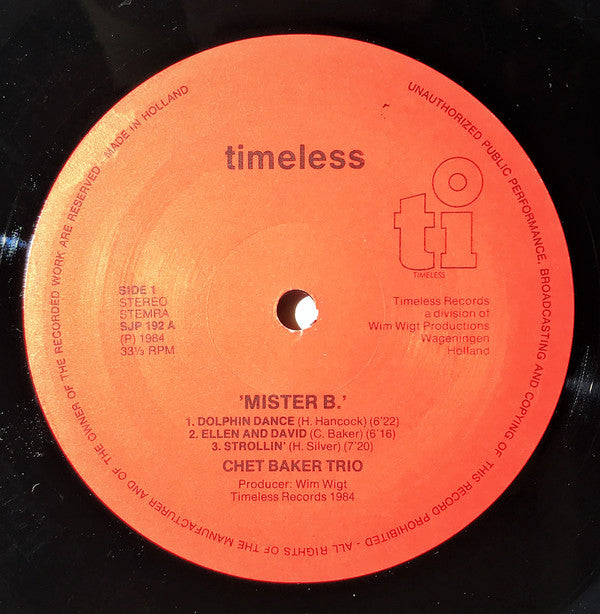 timeless
ti
TIMELESS
SIDE 1
STEREO
STEMRA
SJP 192 A
(P) 1984
33⅓ RPM
Timeless Records
a division of
Wim Wigt Productions
Wageningen
Holland
'MISTER B.'
1. DOLPHIN DANCE (H. Hancock) (6'22)
2. ELLEN AND DAVID (C. Baker) (6'16)
3. STROLLIN' (H. Silver) (7'20)
CHET BAKER TRIO
Producer: Wim Wigt
Timeless Records 1984
UNAUTHORIZED PUBLIC PERFORMANCE, BROADCASTING AND COPYING OF THIS RECORD PROHIBITED - ALL RIGHTS OF THE MANUFACTURER AND OF THE OWNER OF THE RECORDED WORK ARE RESERVED - MADE IN HOLLAND